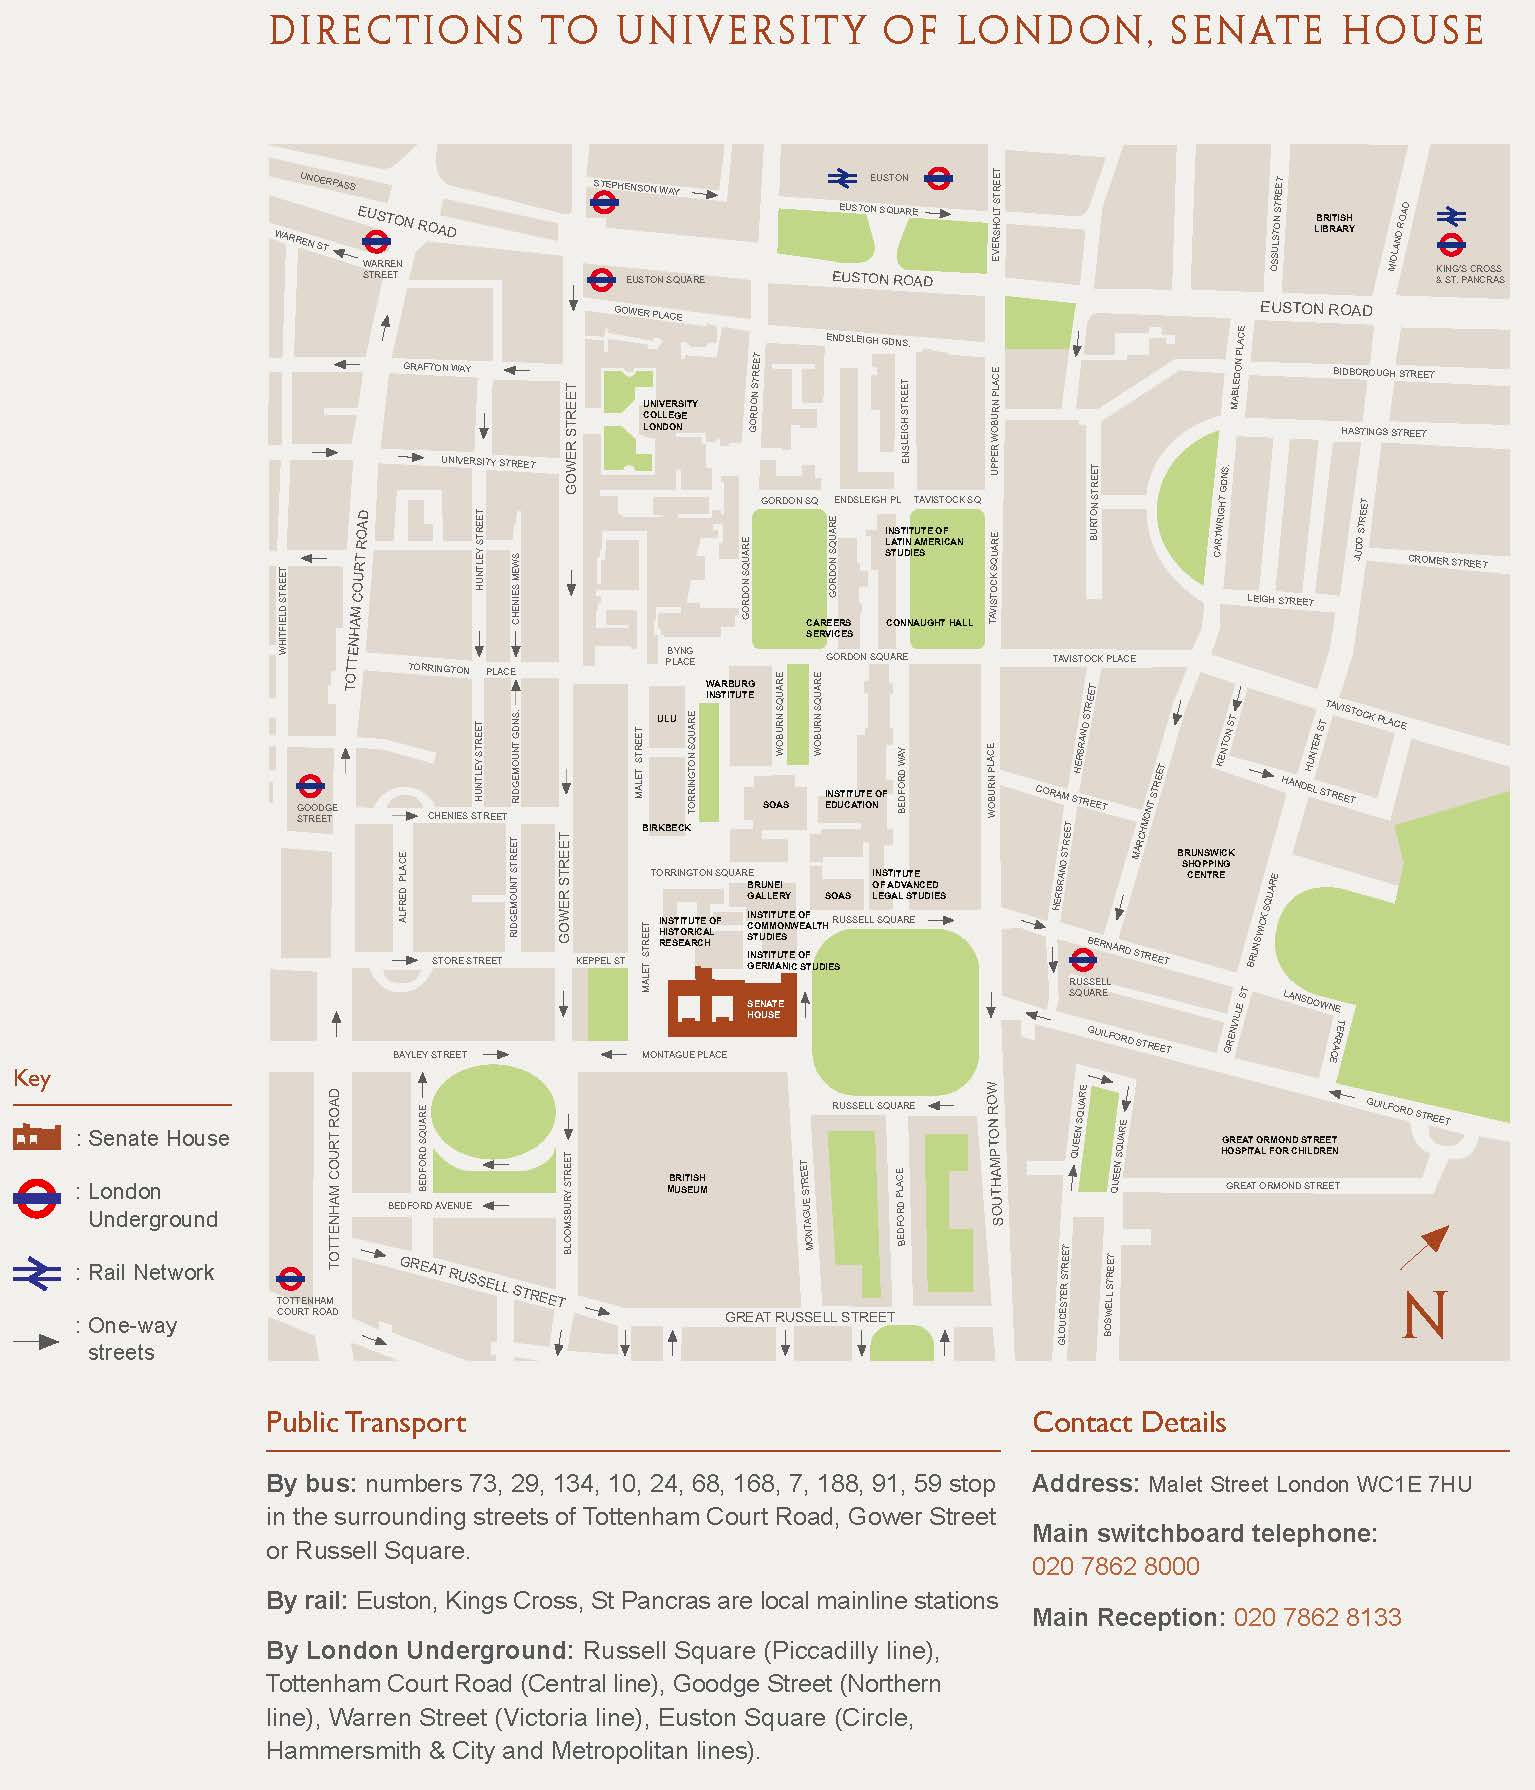 DIRECTIONS TO UNIVERSITY OF LONDON, SENATE HOUSE
UNDERPASS
EUSTON ROAD
WARREN ST
WARREN
STREET
STEPHENSON WAY
EUSTON
EUSTON SQUARE
EVERSHOLT STREET
OSSULSTON STREET
BRITISH
LIBRARY
MIDLAND ROAD
KING'S CROSS
& ST. PANCRAS
EUSTON SQUARE
EUSTON ROAD
EUSTON ROAD
GOWER PLACE
ENDSLEIGH GDNS.
MABLEDON PLACE
BIDBOROUGH STREET
GRAFTON WAY
GOWER STREET
UNIVERSITY
COLLEGE
LONDON
GORDON STREET
ENSLEIGH STREET
UPPER WOBURN PLACE
HASTINGS STREET
UNIVERSITY STREET
GORDON SQ
ENDSLEIGH PL
TAVISTOCK SQ
BURTON STREET
CARTWRIGHT GDNS.
JUDD STREET
TOTTENHAM COURT ROAD
HUNTLEY STREET
CHENIES MEWS
WHITFIELD STREET
GORDON SQUARE
GORDON SQUARE
INSTITUTE OF
LATIN AMERICAN
STUDIES
TAVISTOCK SQUARE
CROMER STREET
LEIGH STREET
CAREERS
SERVICES
CONNAUGHT HALL
BYNG
PLACE
GORDON SQUARE
TAVISTOCK PLACE
TORRINGTON PLACE
WARBURG
INSTITUTE
ULU
WOBURN SQUARE
WOBURN SQUARE
HERBRAND STREET
KENTON ST
HUNTER ST
TAVISTOCK PLACE
HUNTLEY STREET
RIDGEMOUNT GDNS.
MALET STREET
TORRINGTON SQUARE
BEDFORD WAY
WOBURN PLACE
HANDEL STREET
GOODGE
STREET
CHENIES STREET
SOAS
INSTITUTE OF
EDUCATION
CORAM STREET
MARCHMONT STREET
BIRKBECK
BRUNSWICK
SHOPPING
CENTRE
ALFRED PLACE
RIDGEMOUNT STREET
GOWER STREET
TORRINGTON SQUARE
BRUNEI
GALLERY
SOAS
INSTITUTE
OF ADVANCED
LEGAL STUDIES
HERBRAND STREET
BRUNSWICK SQUARE
INSTITUTE OF
HISTORICAL
RESEARCH
INSTITUTE OF
COMMONWEALTH
STUDIES
RUSSELL SQUARE
BERNARD STREET
STORE STREET
KEPPEL ST
MALET STREET
INSTITUTE OF
GERMANIC STUDIES
RUSSELL
SQUARE
SENATE
HOUSE
LANSDOWNE
TERRACE
GRENVILLE ST
GUILFORD STREET
BAYLEY STREET
MONTAGUE PLACE
RUSSELL SQUARE
GUILFORD STREET
TOTTENHAM COURT ROAD
BEDFORD SQUARE
BLOOMSBURY STREET
BRITISH
MUSEUM
MONTAGUE STREET
BEDFORD PLACE
SOUTHAMPTON ROW
QUEEN SQUARE
QUEEN SQUARE
GREAT ORMOND STREET
HOSPITAL FOR CHILDREN
GREAT ORMOND STREET
BEDFORD AVENUE
GREAT RUSSELL STREET
TOTTENHAM
COURT ROAD
GREAT RUSSELL STREET
GLOUCESTER STREET
BOSWELL STREET
N
Key
: Senate House
: London
Underground
: Rail Network
: One-way
streets
Public Transport
By bus: numbers 73, 29, 134, 10, 24, 68, 168, 7, 188, 91, 59 stop
in the surrounding streets of Tottenham Court Road, Gower Street
or Russell Square.
By rail: Euston, Kings Cross, St Pancras are local mainline stations
By London Underground: Russell Square (Piccadilly line),
Tottenham Court Road (Central line), Goodge Street (Northern
line), Warren Street (Victoria line), Euston Square (Circle,
Hammersmith & City and Metropolitan lines).
Contact Details
Address: Malet Street London WC1E 7HU
Main switchboard telephone:
020 7862 8000
Main Reception: 020 7862 8133